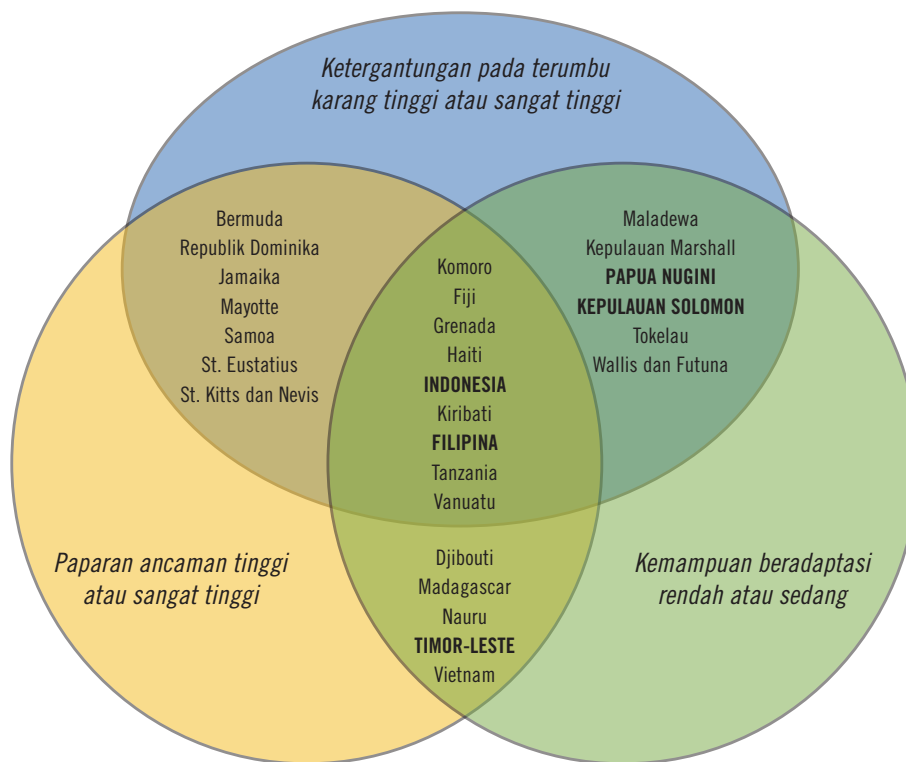 Ketergantungan pada terumbu
karang tinggi atau sangat tinggi
Bermuda
Republik Dominika
Jamaika
Mayotte
Samoa
St. Eustatius
St. Kitts dan Nevis
Komoro
Fiji
Grenada
Haiti
INDONESIA
Kiribati
FILIPINA
Tanzania
Vanuatu
Maladewa
Kepulauan Marshall
PAPUA NUGINI
KEPULAUAN SOLOMON
Tokelau
Wallis dan Futuna
Paparan ancaman tinggi
atau sangat tinggi
Djibouti
Madagascar
Nauru
TIMOR-LESTE
Vietnam
Kemampuan beradaptasi
rendah atau sedang